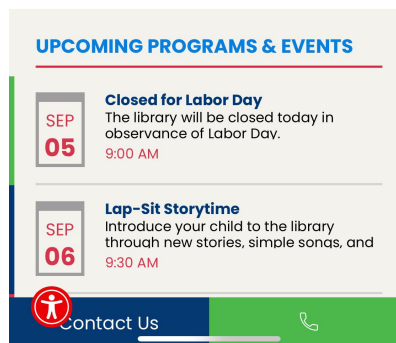 UPCOMING PROGRAMS & EVENTS
SEP
05
Closed for Labor Day
The library will be closed today in
observance of Labor Day.
9:00 AM
SEP
06
Lap-Sit Storytime
Introduce your child to the library
through new stories, simple songs, and
9:30 AM
Contact Us